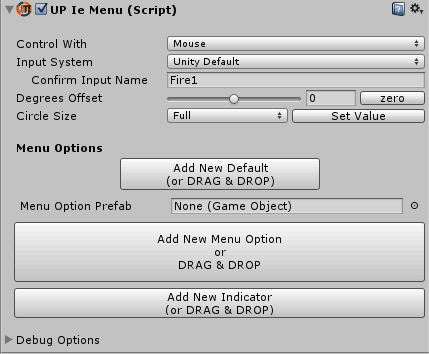 UP Ie Menu (Script)
Control With Mouse
Input System Unity Default
Confirm Input Name Fire1
Degrees Offset 0 zero
Circle Size Full Set Value
Menu Options
Add New Default
(or DRAG & DROP)
Menu Option Prefab None (Game Object)
Add New Menu Option
or
DRAG & DROP
Add New Indicator
(or DRAG & DROP)
Debug Options